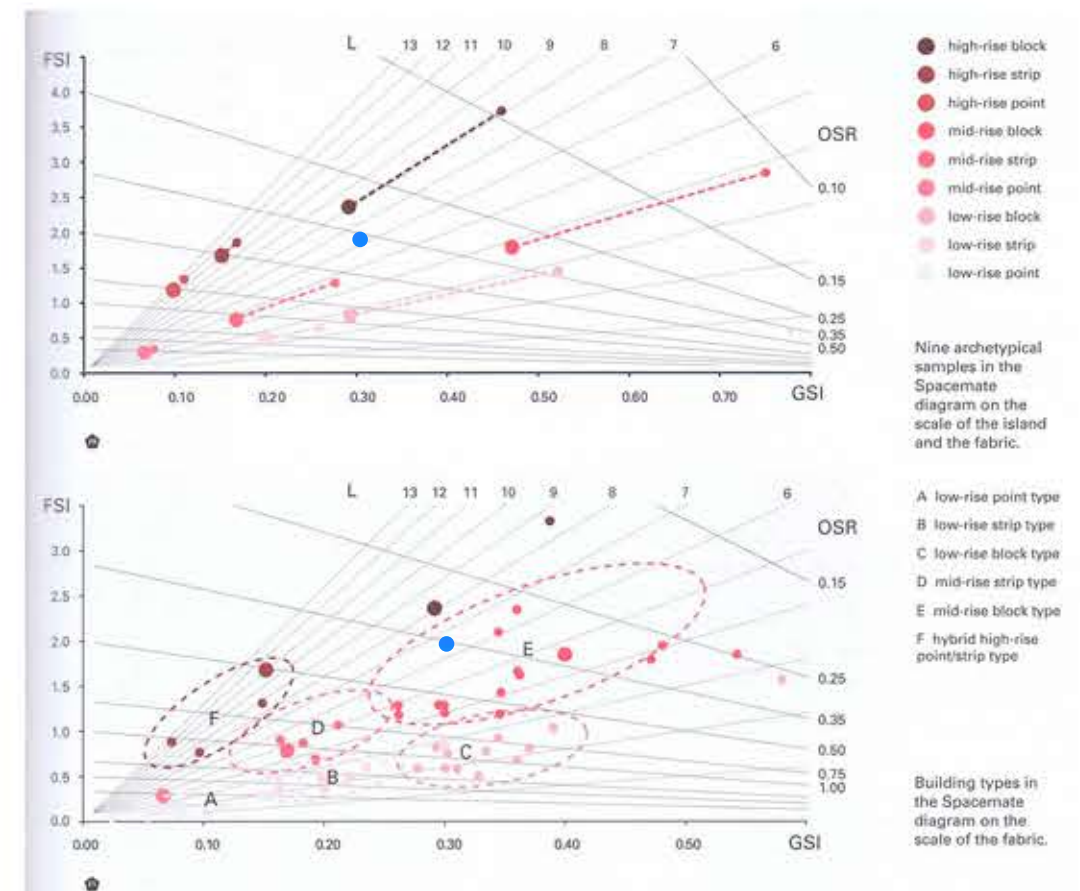 L 13 12 11 10 9 8 7 6
FSI
high-rise block
high-rise strip
high-rise point
mid-rise block
mid-rise strip
mid-rise point
low-rise block
low-rise strip
low-rise point
4.0
3.5
3.0
2.5
2.0
1.5
1.0
0.5
0.0
OSR
0.10
0.15
0.25
0.35
0.50
0.00 0.10 0.20 0.30 0.40 0.50 0.60 0.70 GSI
Nine archetypical
samples in the
Spacemate
diagram on the
scale of the island
and the fabric.
L 13 12 11 10 9 8 7 6
FSI
OSR
3.0
2.5
2.0
1.5
1.0
0.5
0.0
0.15
0.25
0.35
0.50
0.75
1.00
E
F
D
C
B
A
0.00 0.10 0.20 0.30 0.40 0.50 GSI
A low-rise point type
B low-rise strip type
C low-rise block type
D mid-rise strip type
E mid-rise block type
F hybrid high-rise
point/strip type
Building types in
the Spacemate
diagram on the
scale of the fabric.